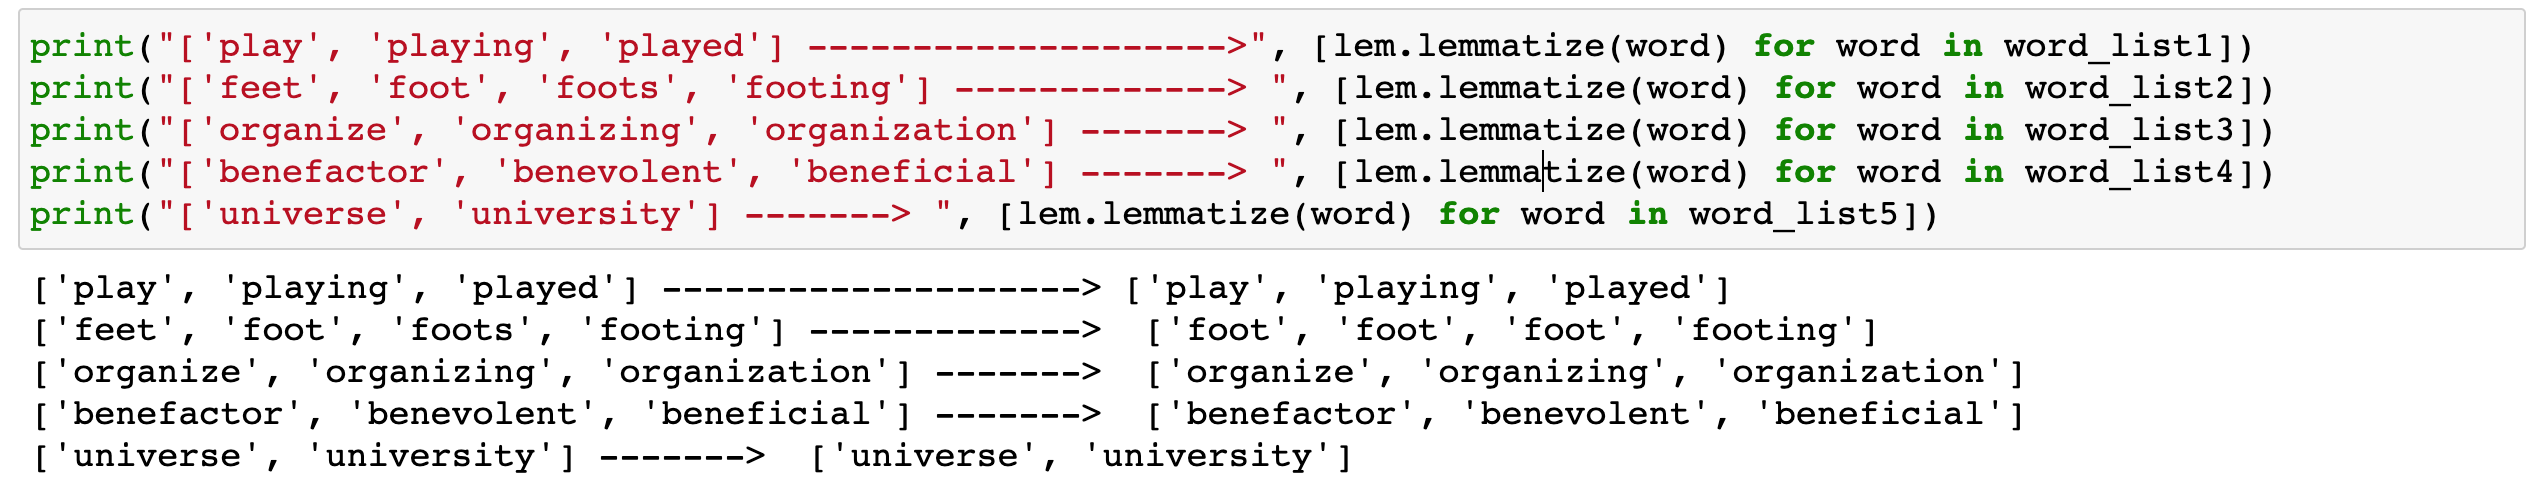 print("['play', 'playing', 'played'] -------------------->", [lem.lemmatize(word) for word in word_list1])
print("['feet', 'foot', 'foots', 'footing'] -------------> ", [lem.lemmatize(word) for word in word_list2])
print("['organize', 'organizing', 'organization'] -------> ", [lem.lemmatize(word) for word in word_list3])
print("['benefactor', 'benevolent', 'beneficial'] -------> ", [lem.lemmatize(word) for word in word_list4])
print("['universe', 'university'] -------> ", [lem.lemmatize(word) for word in word_list5])
['play', 'playing', 'played'] --------------------> ['play', 'playing', 'played']
['feet', 'foot', 'foots', 'footing'] ------------->  ['foot', 'foot', 'foot', 'footing']
['organize', 'organizing', 'organization'] ------->  ['organize', 'organizing', 'organization']
['benefactor', 'benevolent', 'beneficial'] ------->  ['benefactor', 'benevolent', 'beneficial']
['universe', 'university'] ------->  ['universe', 'university']